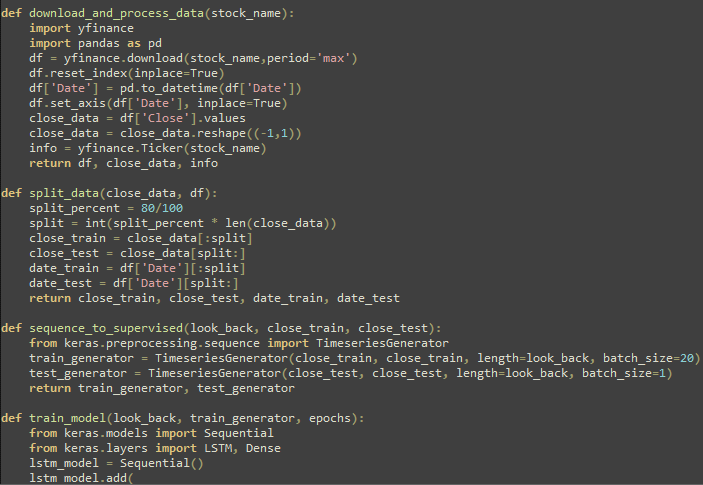 def download_and_process_data(stock_name):
    import yfinance
    import pandas as pd
    df = yfinance.download(stock_name,period='max')
    df.reset_index(inplace=True)
    df['Date'] = pd.to_datetime(df['Date'])
    df.set_axis(df['Date'], inplace=True)
    close_data = df['Close'].values
    close_data = close_data.reshape((-1,1))
    info = yfinance.Ticker(stock_name)
    return df, close_data, info

def split_data(close_data, df):
    split_percent = 80/100
    split = int(split_percent * len(close_data))
    close_train = close_data[:split]
    close_test = close_data[split:]
    date_train = df['Date'][:split]
    date_test = df['Date'][split:]
    return close_train, close_test, date_train, date_test

def sequence_to_supervised(look_back, close_train, close_test):
    from keras.preprocessing.sequence import TimeseriesGenerator
    train_generator = TimeseriesGenerator(close_train, close_train, length=look_back, batch_size=20)
    test_generator = TimeseriesGenerator(close_test, close_test, length=look_back, batch_size=1)
    return train_generator, test_generator

def train_model(look_back, train_generator, epochs):
    from keras.models import Sequential
    from keras.layers import LSTM, Dense
    lstm_model = Sequential()
    lstm_model.add(